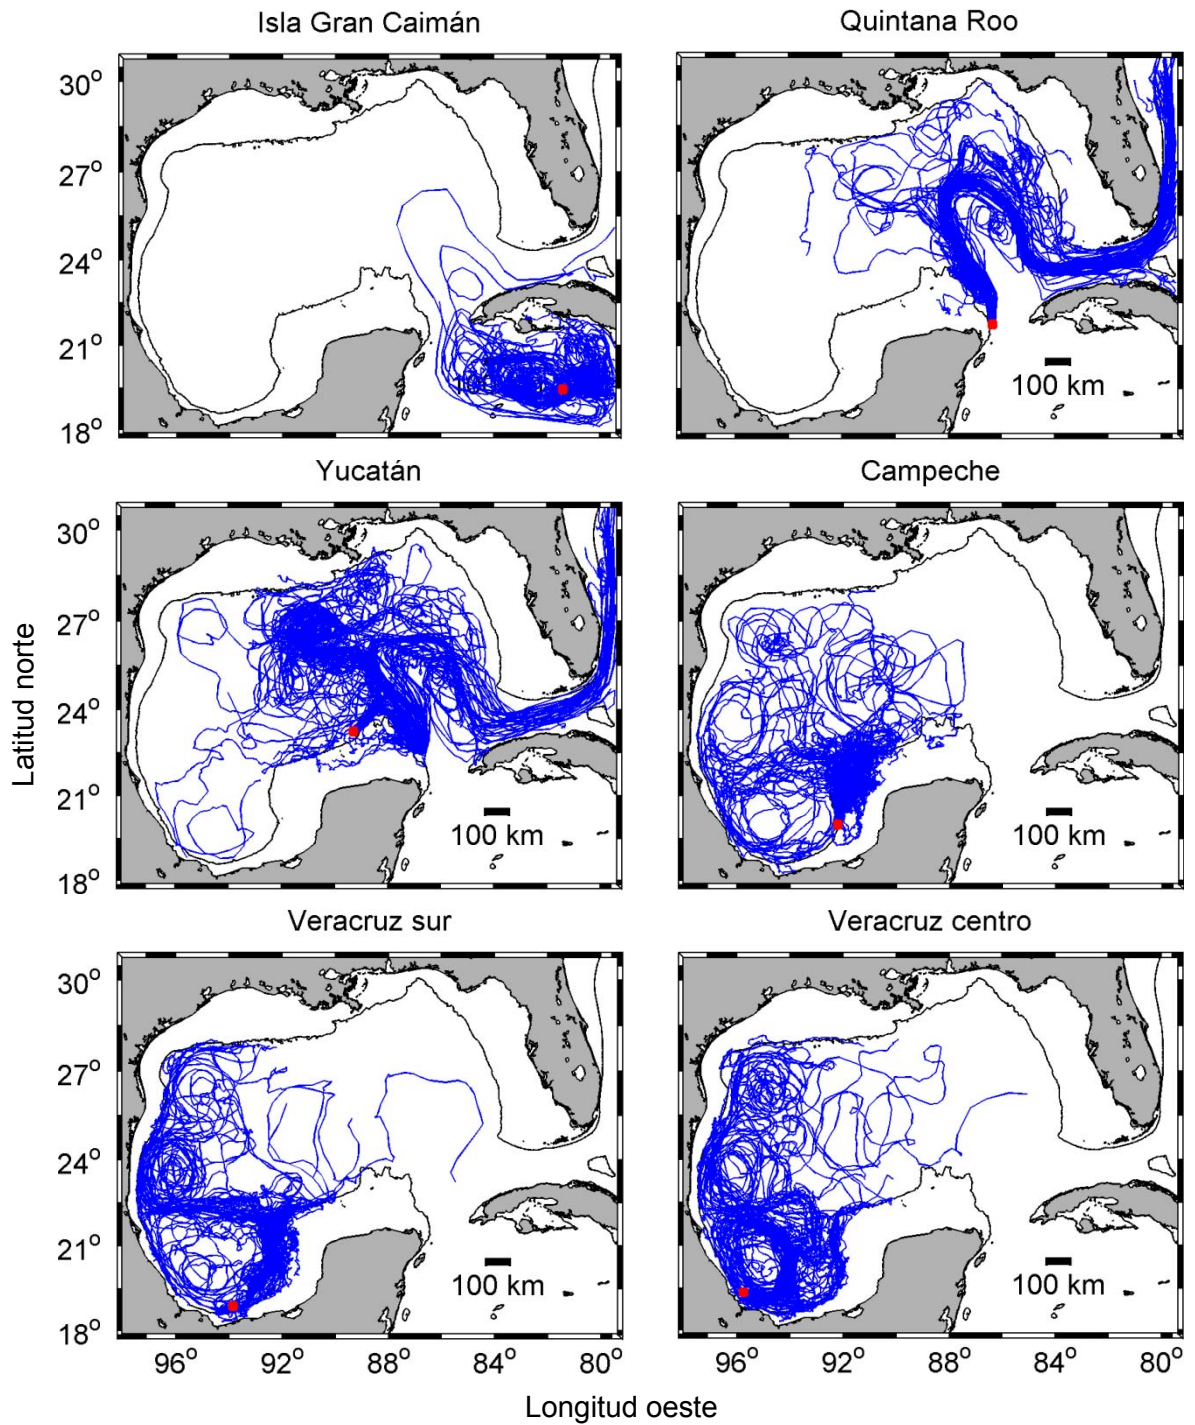 Isla Gran Caimán
Quintana Roo
30°
27°
24°
21°
18°
100 km
Yucatán
Campeche
30°
27°
24°
21°
18°
100 km
100 km
Latitud norte
Veracruz sur
Veracruz centro
30°
27°
24°
21°
18°
100 km
100 km
96°
92°
88°
84°
80°
96°
92°
88°
84°
80°
Longitud oeste